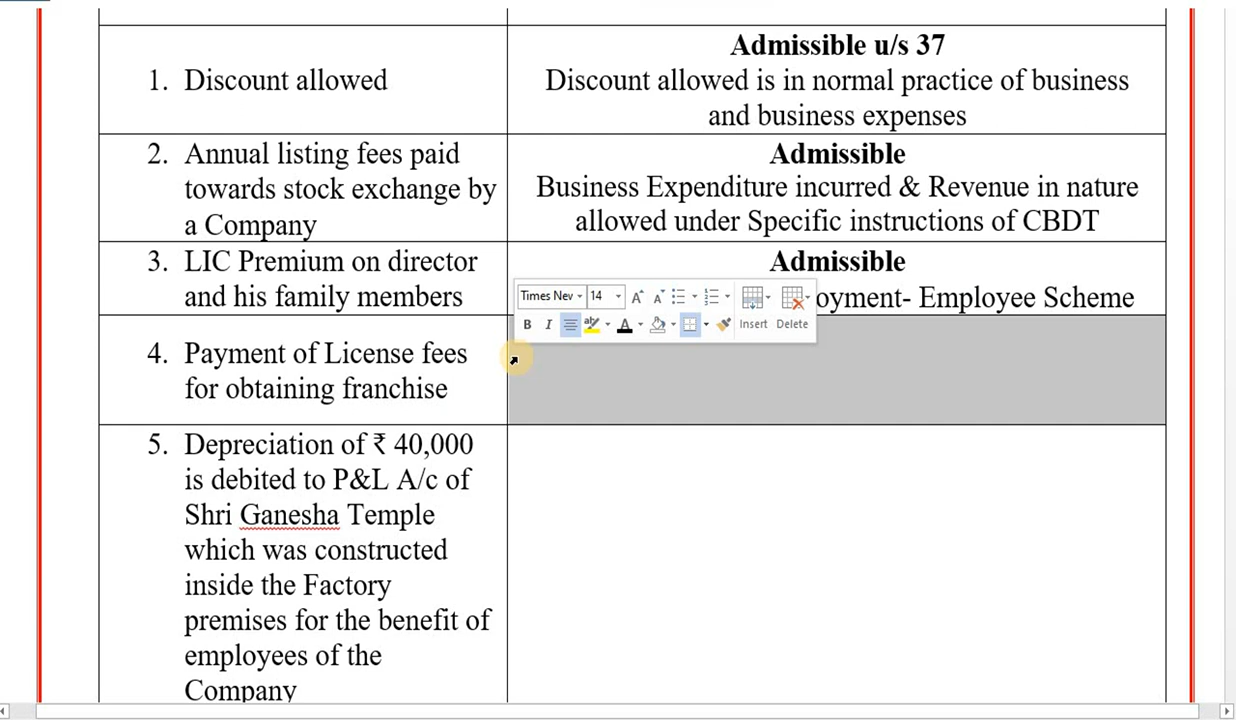 1. Discount allowed
Admissible u/s 37
Discount allowed is in normal practice of business
and business expenses
2. Annual listing fees paid
towards stock exchange by
a Company
Admissible
Business Expenditure incurred & Revenue in nature
allowed under Specific instructions of CBDT
3. LIC Premium on director
and his family members
Admissible
oyment- Employee Scheme
Times Nev 14
B I Insert Delete
4. Payment of License fees
for obtaining franchise
5. Depreciation of ₹ 40,000
is debited to P&L A/c of
Shri Ganesha Temple
which was constructed
inside the Factory
premises for the benefit of
employees of the
Company